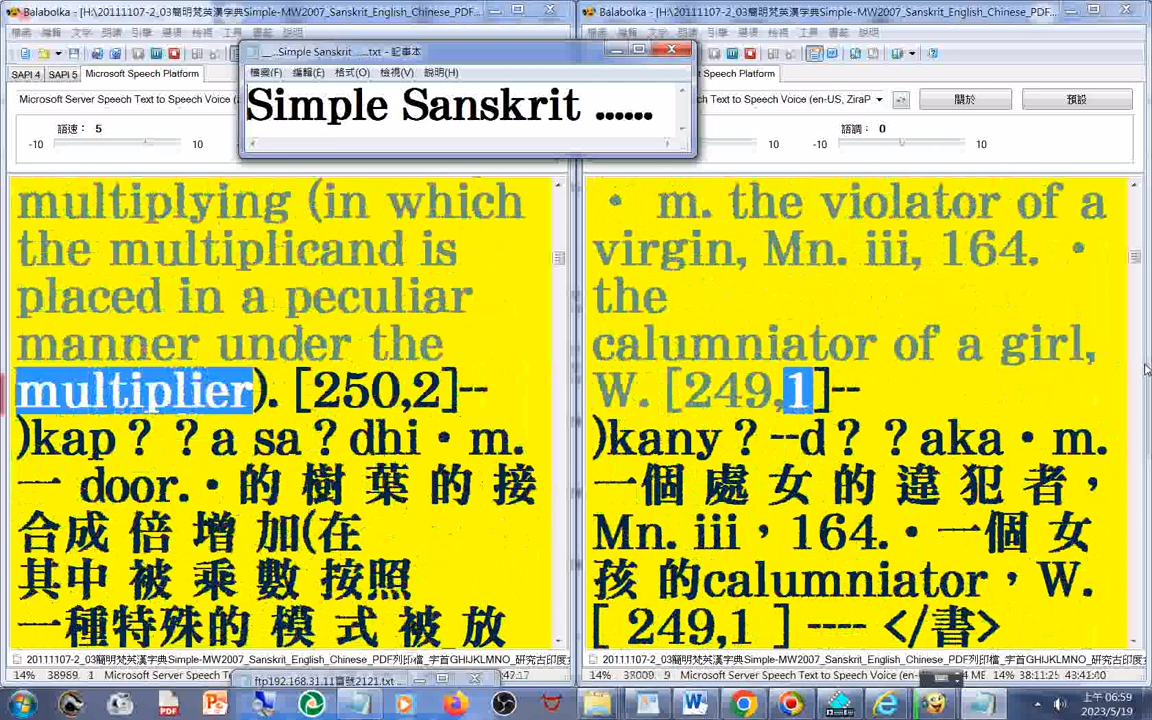 Balabolka - [H:\20111107-2_03簡明梵英漢字典Simple-MW2007_Sanskrit_English_Chinese_PDF...
Balabolka - [H:\20111107-2_03簡明梵英漢字典Simple-MW2007_Sanskrit_English_Chinese_PDF...
SAPI 4 SAPI 5 Microsoft Speech Platform
Speech Platform
__...Simple Sanskrit .....txt - 記事本
檔案(F) 編輯(E) 格式(O) 檢視(V) 說明(H)
Simple Sanskrit ......
Microsoft Server Speech Text to Speech Voice
Text to Speech Voice (en-US, ZiraP
關於
預設
語速： 5
-10 10
語調： 0
10 -10 10
multiplying (in which
the multiplicand is
placed in a peculiar
manner under the
multiplier). [250,2]--
)kap？？a sa？dhi‧m.
一 door.‧的 樹 葉 的 接
合成 倍 增 加(在
其中 被 乘 數 按照
一種特殊的 模 式 被 放
‧ m. the violator of a
virgin, Mn. iii, 164. ‧
the
calumniator of a girl,
W. [249,1]--
)kany？--d？？aka‧m.
一個 處 女 的 違 犯 者，
Mn. iii，164.‧一個 女
孩 的calumniator，W.
[ 249,1 ] ---- </書>
20111107-2_03簡明梵英漢字典Simple-MW2007_Sanskrit_English_Chinese_PDF列印檔_字首GHIJKLMNO_研究古印度
20111107-2_03簡明梵英漢字典Simple-MW2007_Sanskrit_English_Chinese_PDF列印檔_字首GHIJKLMNO_研究古印度
14% 38969 Microsoft Server Speech Text to Speech Voice
ftp192.168.31.11
47:17
14% 38009 9 Microsoft Server Speech Text to Speech Voice (en-
14% 38:11:25 43:41:00
上午 06:59
2023/5/19